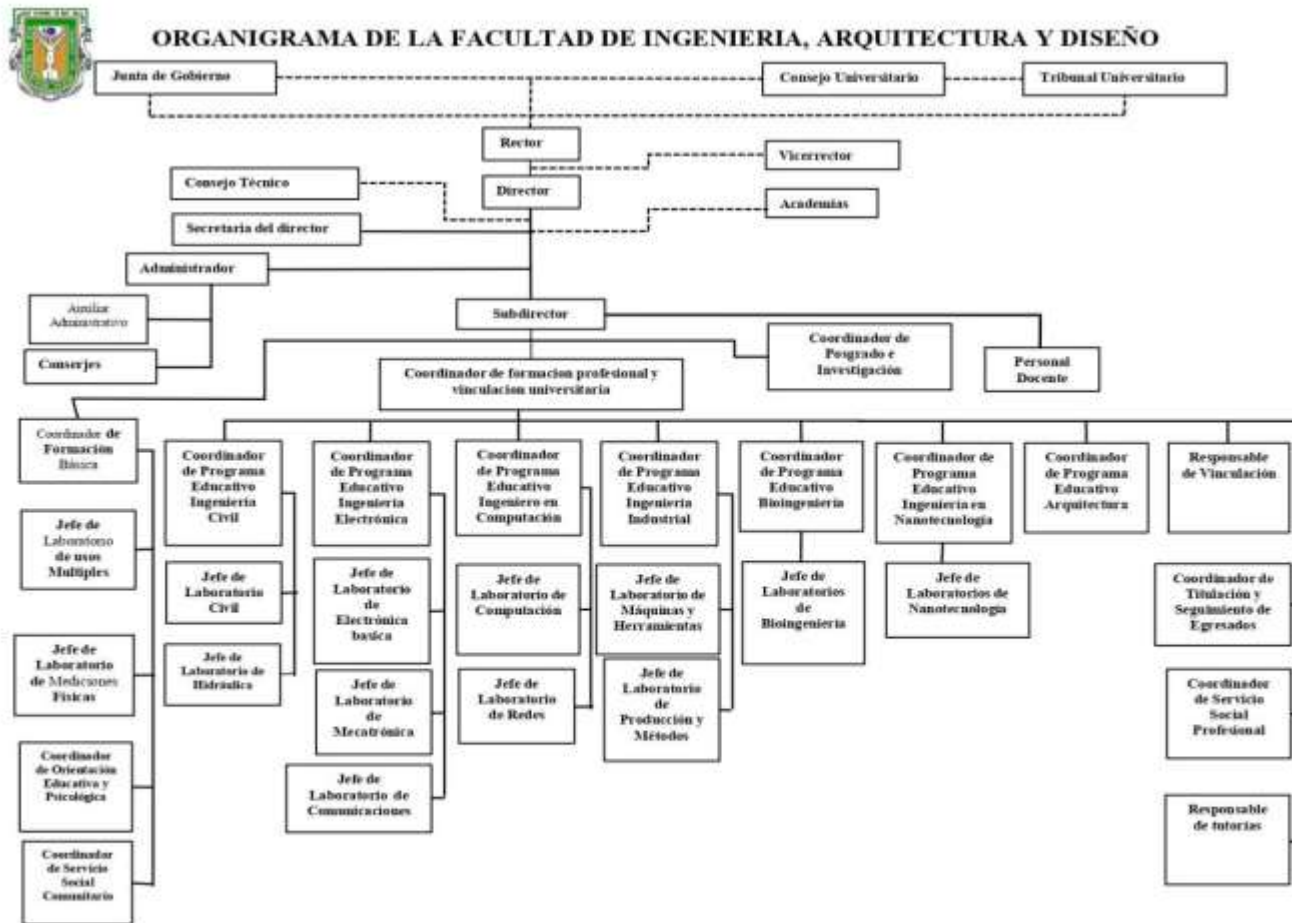 ORGANIGRAMA DE LA FACULTAD DE INGENIERIA, ARQUITECTURA Y DISEÑO
Junta de Gobierno
Consejo Universitario
Tribunal Universitario
Rector
Vicerrector
Consejo Técnico
Director
Academias
Secretaria del director
Administrador
Auxiliar
Administrativo
Subdirector
Conserjes
Coordinador de
Posgrado e
Investigación
Personal
Docente
Coordinador de formacion profesional y
vinculacion universitaria
Coordinador de
Formación
Básica
Coordinador
de Programa
Educativo
Ingeniería
Civil
Coordinador
de Programa
Educativo
Ingeniería
Electrónica
Coordinador
de Programa
Educativo
Ingeniero en
Computación
Coordinador
de Programa
Educativo
Ingeniería
Industrial
Coordinador
de Programa
Educativo
Bioingeniería
Coordinador de
Programa
Educativo
Ingeniería en
Nanotecnología
Coordinador
de Programa
Educativo
Arquitectura
Responsable
de Vinculación
Jefe de
Laboratorio
de usos
Multiples
Jefe de
Laboratorio
Civil
Jefe de
Laboratorio
de
Electrónica
basica
Jefe de
Laboratorio de
Computación
Jefe de
Laboratorio de
Máquinas y
Herramientas
Jefe de
Laboratorios
de
Bioingeniería
Jefe de
Laboratorios de
Nanotecnología
Coordinador de
Titulación y
Seguimiento de
Egresados
Jefe de
Laboratorio
de Mediciones
Físicas
Jefe de
Laboratorio de
Hidráulica
Jefe de
Laboratorio
de
Mecatrónica
Jefe de
Laboratorio
de Redes
Jefe de
Laboratorio
de
Producción y
Métodos
Coordinador
de Servicio
Social
Profesional
Coordinador
de Orientación
Educativa y
Psicológica
Jefe de
Laboratorio de
Comunicaciones
Responsable
de tutorías
Coordinador
de Servicio
Social
Comunitario